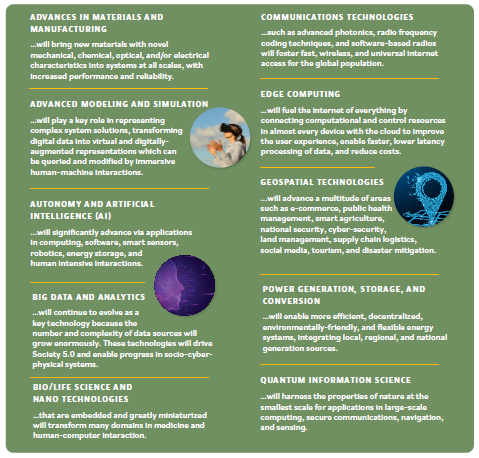 ADVANCES IN MATERIALS AND
MANUFACTURING
...will bring new materials with novel
mechanical, chemical, optical, and/or electrical
characteristics into systems at all scales, with
increased performance and reliability.
ADVANCED MODELING AND SIMULATION
...will play a key role in representing
complex system solutions, transforming
digital data into virtual and digitally-
augmented representations which can
be queried and modified by immersive
human-machine interactions.
AUTONOMY AND ARTIFICIAL
INTELLIGENCE (AI)
...will significantly advance via applications
in computing, software, smart sensors,
robotics, energy storage, and
human intensive interactions.
BIG DATA AND ANALYTICS
...will continue to evolve as a
key technology because the
number and complexity of data sources will
grow enormously. These technologies will drive
Society 5.0 and enable progress in socio-cyber-
physical systems.
BIO/LIFE SCIENCE AND
NANO TECHNOLOGIES
...that are embedded and greatly miniaturized
will transform many domains in medicine and
human-computer interaction.
COMMUNICATIONS TECHNOLOGIES
...such as advanced photonics, radio frequency
coding techniques, and software-based radios
will foster fast, wireless, and universal internet
access for the global population.
EDGE COMPUTING
...will fuel the internet of everything by
connecting computational and control resources
in almost every device with the cloud to improve
the user experience, enable faster, lower latency
processing of data, and reduce costs.
GEOSPATIAL TECHNOLOGIES
...will advance a multitude of areas
such as e-commerce, public health
management, smart agriculture,
national security, cyber-security,
land management, supply chain logistics,
social media, tourism, and disaster mitigation.
POWER GENERATION, STORAGE, AND
CONVERSION
...will enable more efficient, decentralized,
environmentally-friendly, and flexible energy
systems, integrating local, regional, and national
generation sources.
QUANTUM INFORMATION SCIENCE
...will harness the properties of nature at the
smallest scale for applications in large-scale
computing, secure communications, navigation,
and sensing.